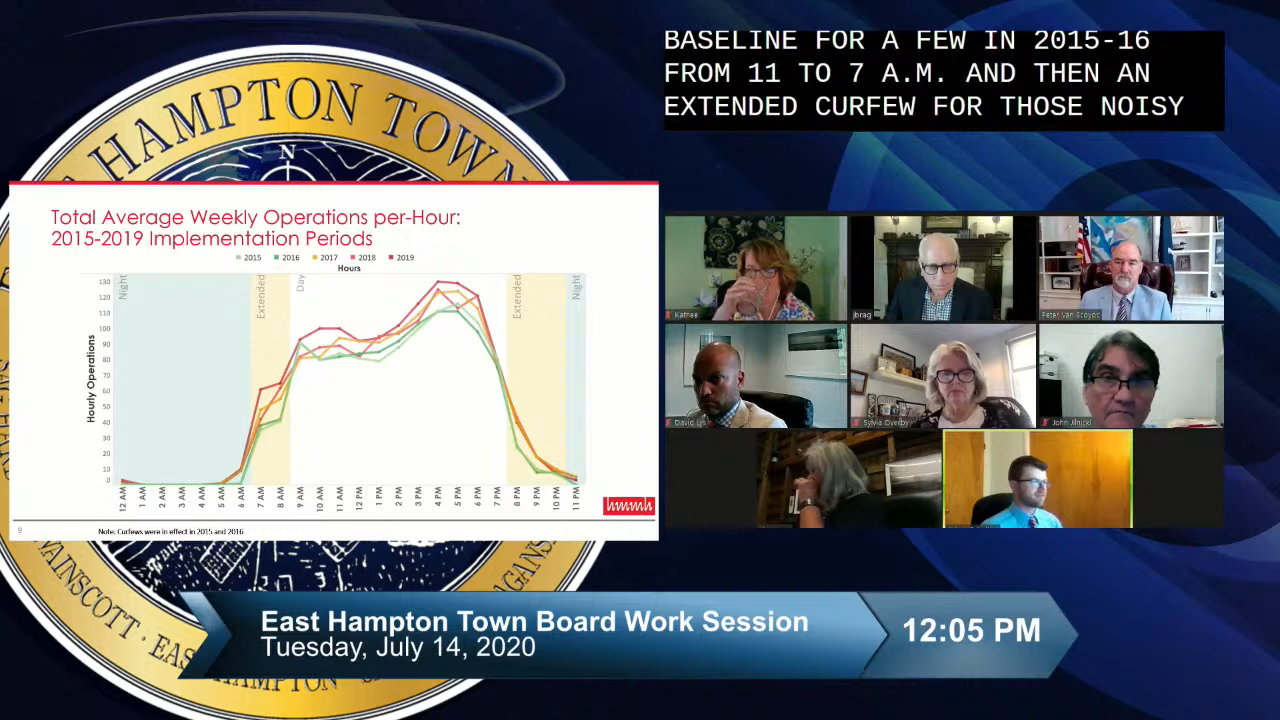 BASELINE FOR A FEW IN 2015-16
FROM 11 TO 7 A.M. AND THEN AN
EXTENDED CURFEW FOR THOSE NOISY
HAMPTON TOWN
N
Total Average Weekly Operations per-Hour:
2015-2019 Implementation Periods
2015 2016 2017 2018 2019
Hours
Night
Extended
Day
Extended
Night
Hourly Operations
130
120
110
100
90
80
70
60
50
40
30
20
10
0
12 AM
1 AM
2 AM
3 AM
4 AM
5 AM
6 AM
7 AM
8 AM
9 AM
10 AM
11 AM
12 PM
1 PM
2 PM
3 PM
4 PM
5 PM
6 PM
7 PM
8 PM
9 PM
10 PM
11 PM
hmmh
9
Note: Curfews were in effect in 2015 and 2016
Kathee
jbrag
Peter Van Scoyoc
David Lys
Sylvia Overby
John Jilnicki
WAINSCOTT
East Hampton Town Board Work Session
Tuesday, July 14, 2020
12:05 PM